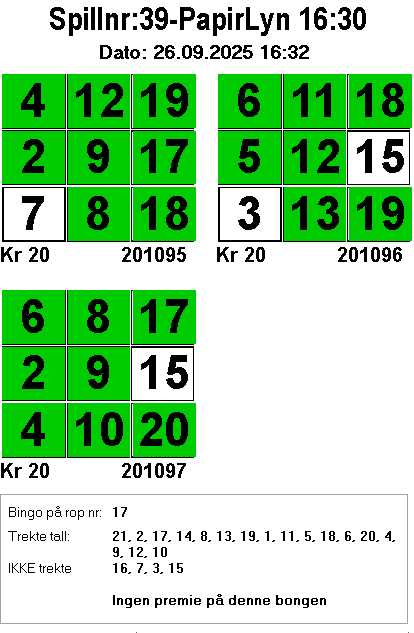 Spillnr:39-PapirLyn 16:30
Dato: 26.09.2025 16:32
4 12 19 6 11 18
2 9 17 5 12 15
7 8 18 3 13 19
Kr 20 201095 Kr 20 201096
6 8 17
2 9 15
4 10 20
Kr 20 201097
Bingo på rop nr: 17
Trekte tall: 21, 2, 17, 14, 8, 13, 19, 1, 11, 5, 18, 6, 20, 4,
9, 12, 10
IKKE trekte 16, 7, 3, 15
Ingen premie på denne bongen